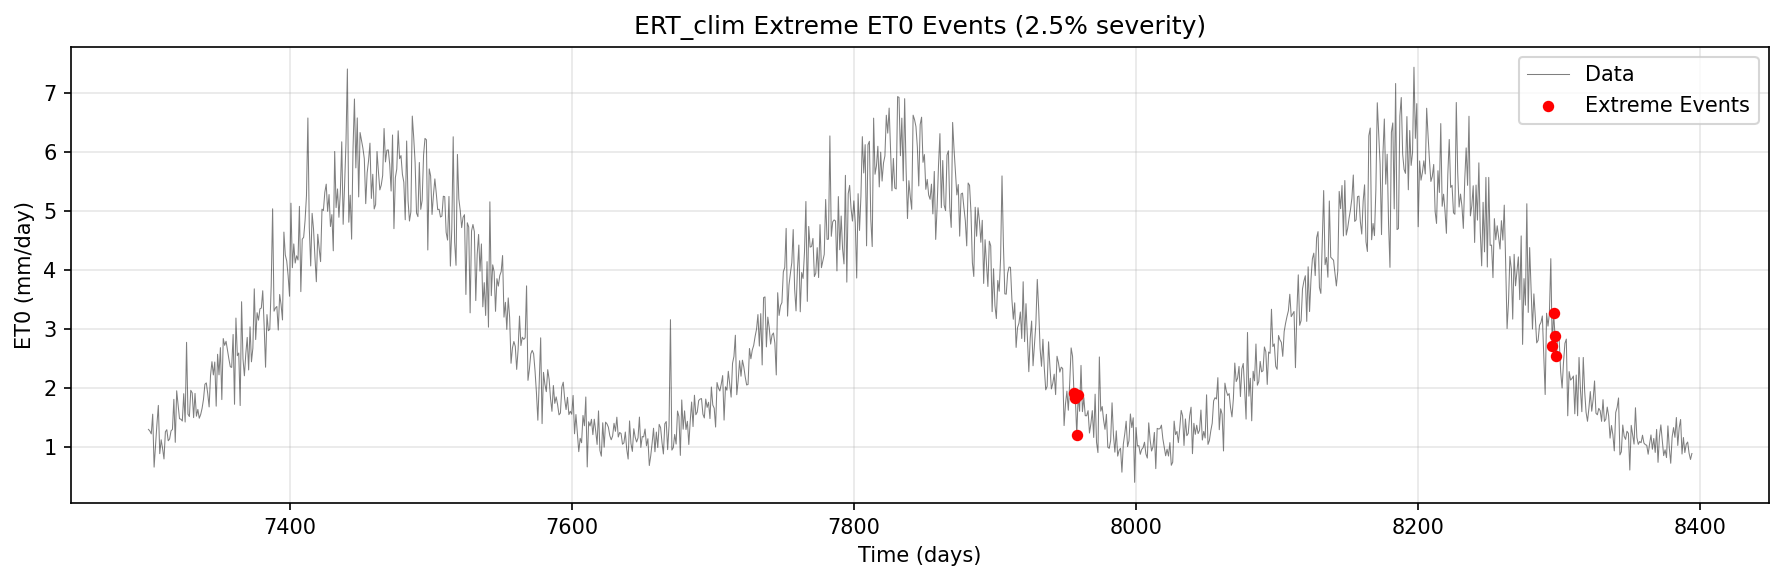 ERT_clim Extreme ET0 Events (2.5% severity)
Data
Extreme Events
ET0 (mm/day)
7
6
5
4
3
2
1
7400 7600 7800 8000 8200 8400
Time (days)